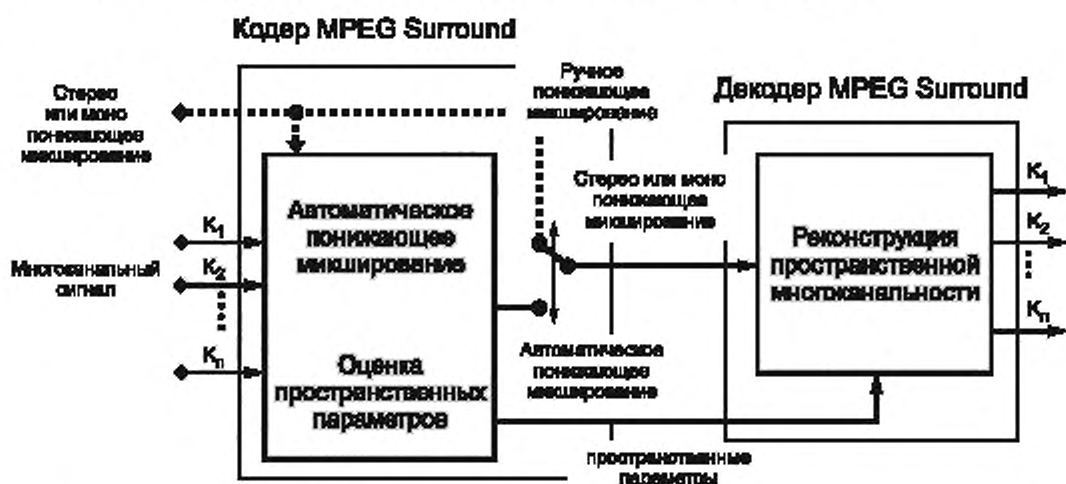 Кодер MPEG Surround
Стерео
или моно
понижающее
микширование
Ручное
понижающее
микширование
Декодер MPEG Surround
Автоматическое
понижающее
микширование
Стерео или моно
понижающее
микширование
Многоканальный
сигнал
K1
K2
Kn
Реконструкция
пространственной
многоканальности
K1
K2
Kn
Оценка
пространственных
параметров
Автоматическое
понижающее
микширование
пространственные
параметры